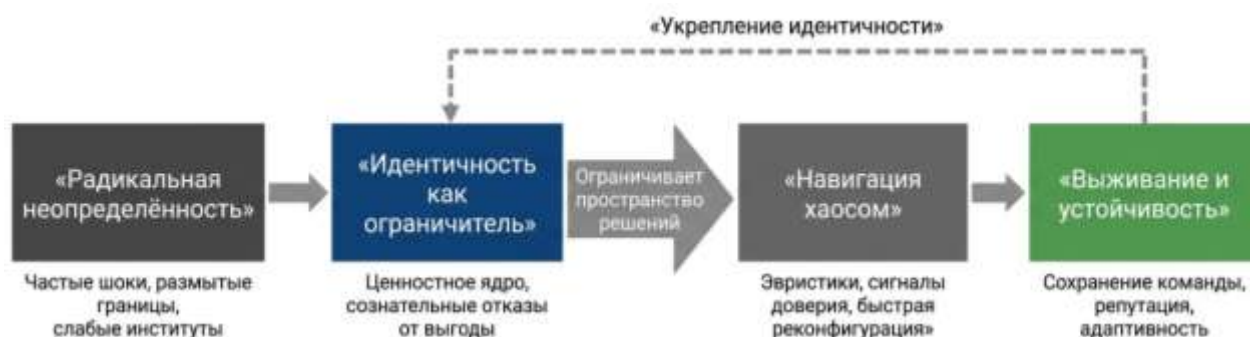 «Укрепление идентичности»
«Радикальная
неопределённость»
«Идентичность
как
ограничитель»
Ограничивает
пространство
решений
«Навигация
хаосом»
«Выживание и
устойчивость»
Частые шоки, размытые
границы,
слабые институты
Ценностное ядро,
сознательные отказы
от выгоды
Эвристики, сигналы
доверия, быстрая
реконфигурация»
Сохранение команды,
репутация,
адаптивность